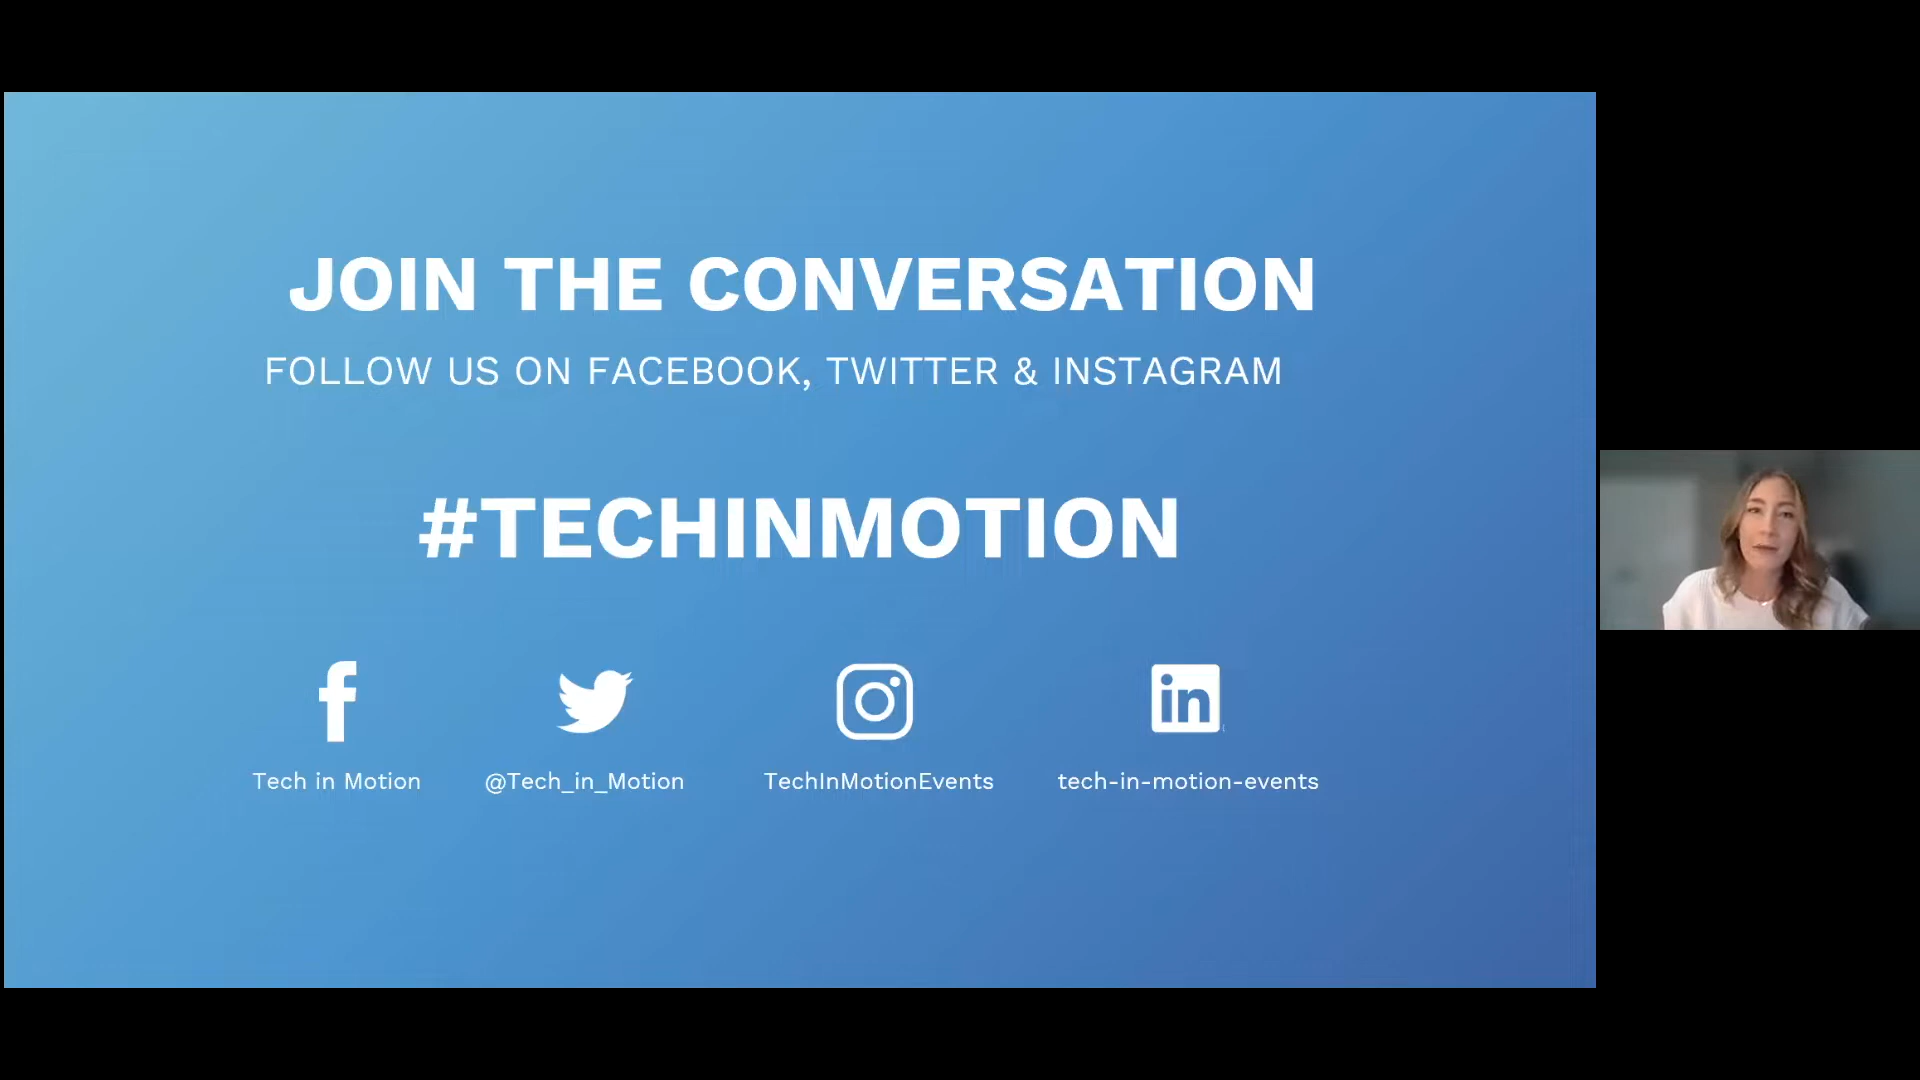 JOIN THE CONVERSATION
FOLLOW US ON FACEBOOK, TWITTER & INSTAGRAM
#TECHINMOTION
Tech in Motion
@Tech_in_Motion
TechInMotionEvents
in
tech-in-motion-events